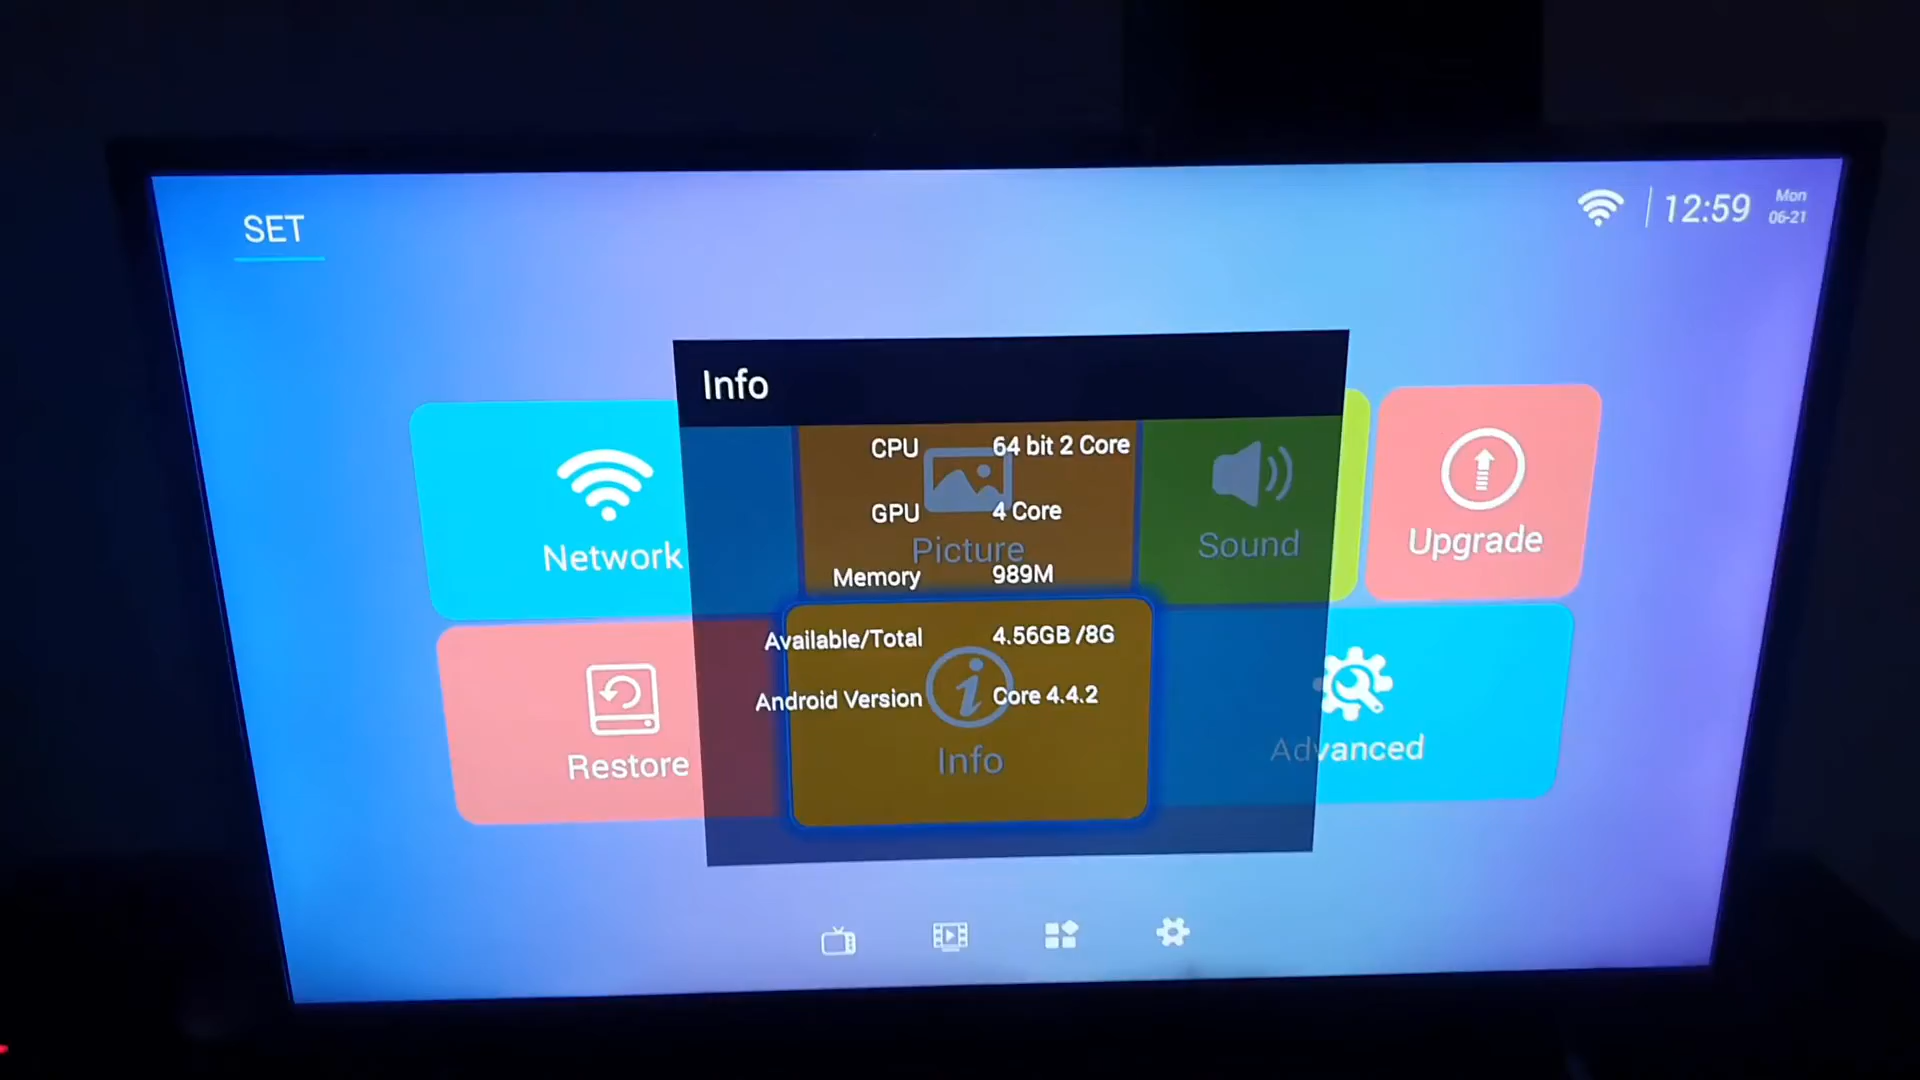 SET
12:59
Mon
06-21
Info
CPU 64 bit 2 Core
GPU 4 Core
Memory 989M
Available/Total 4.56GB /8G
Android Version Core 4.4.2
Network
Picture
Sound
Upgrade
Restore
Info
Advanced